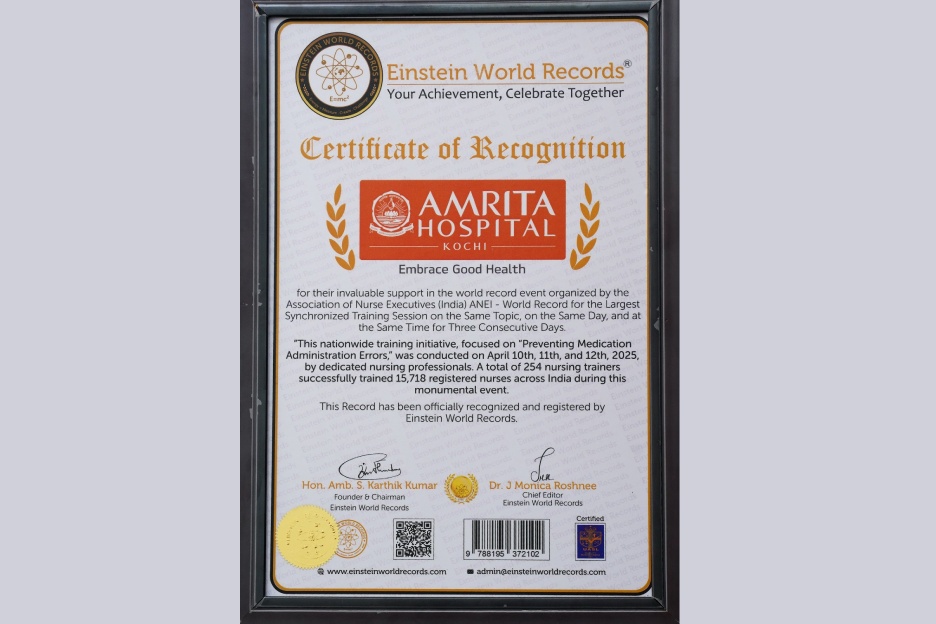 EINSTEIN WORLD RECORDS
E=mc²
Einstein World Records®
Your Achievement, Celebrate Together
Certificate of Recognition
AMRITA
HOSPITAL
KOCHI
Embrace Good Health
for their invaluable support in the world record event organized by the
Association of Nurse Executives (India) ANEI - World Record for the Largest
Synchronized Training Session on the Same Topic, on the Same Day, and at
the Same Time for Three Consecutive Days.
"This nationwide training initiative, focused on "Preventing Medication
Administration Errors," was conducted on April 10th, 11th, and 12th, 2025,
by dedicated nursing professionals. A total of 254 nursing trainers
successfully trained 15,718 registered nurses across India during this
monumental event.
This Record has been officially recognized and registered by
Einstein World Records.
Hon. Amb. S. Karthik Kumar
Founder & Chairman
Einstein World Records
Dr. J Monica Roshnee
Chief Editor
Einstein World Records
Certified
9 788195 372102
www.einsteinworldrecords.com
admin@einsteinworldrecords.com